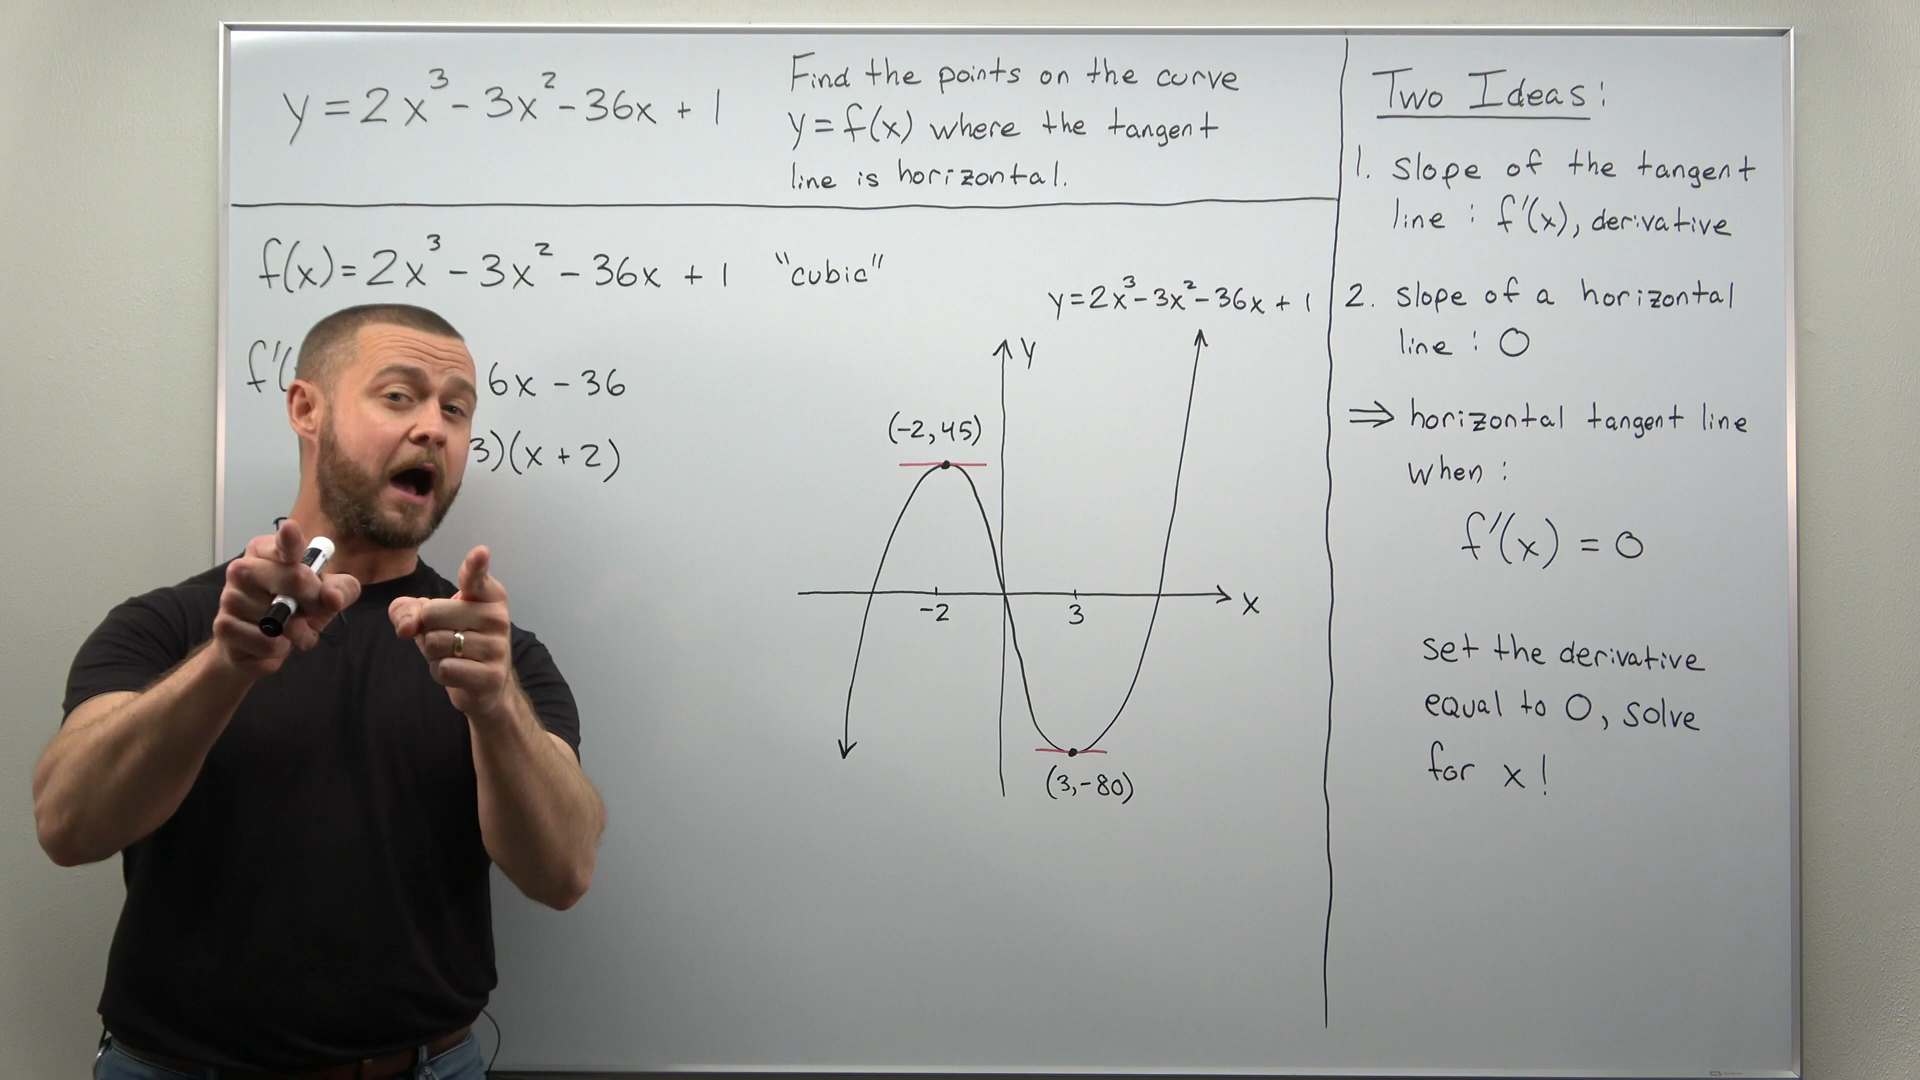 y = 2x³ - 3x² - 36x + 1
Find the points on the curve
y = f(x) where the tangent
line is horizontal.
f(x) = 2x³ - 3x² - 36x + 1 "cubic"
f'(
6x - 36
3)(x + 2)
y = 2x³ - 3x² - 36x + 1
y
(-2, 45)
-2
3
x
(3, -80)
Two Ideas:
1. slope of the tangent
line : f'(x), derivative
2. slope of a horizontal
line : 0
⇒ horizontal tangent line
when :
f'(x) = 0
set the derivative
equal to 0, solve
for x!